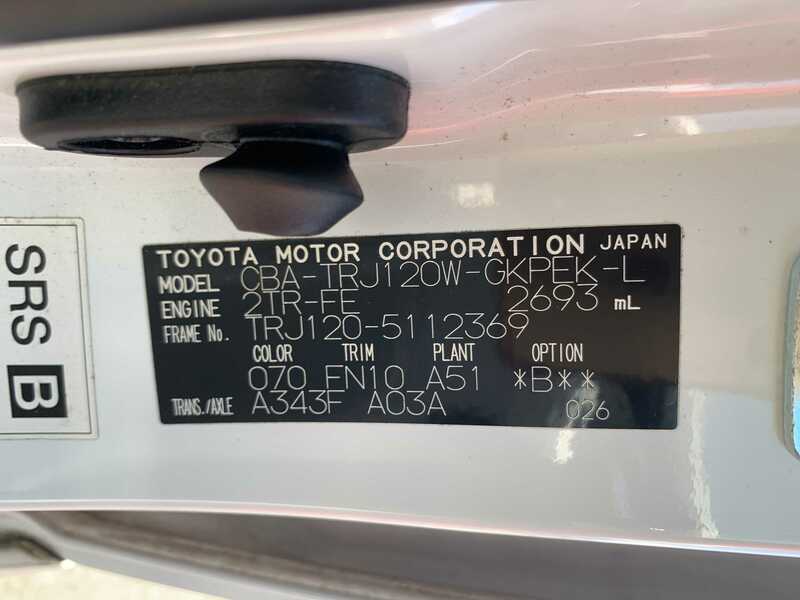 SRS B
TOYOTA MOTOR CORPORATION JAPAN
MODEL CBA-TRJ120W-GKPEK-L
ENGINE 2TR-FE 2693 mL
FRAME No. TRJ120-5112369
COLOR TRIM PLANT OPTION
070 FN10 A51 *B**
TRANS./AXLE A343F A03A 026